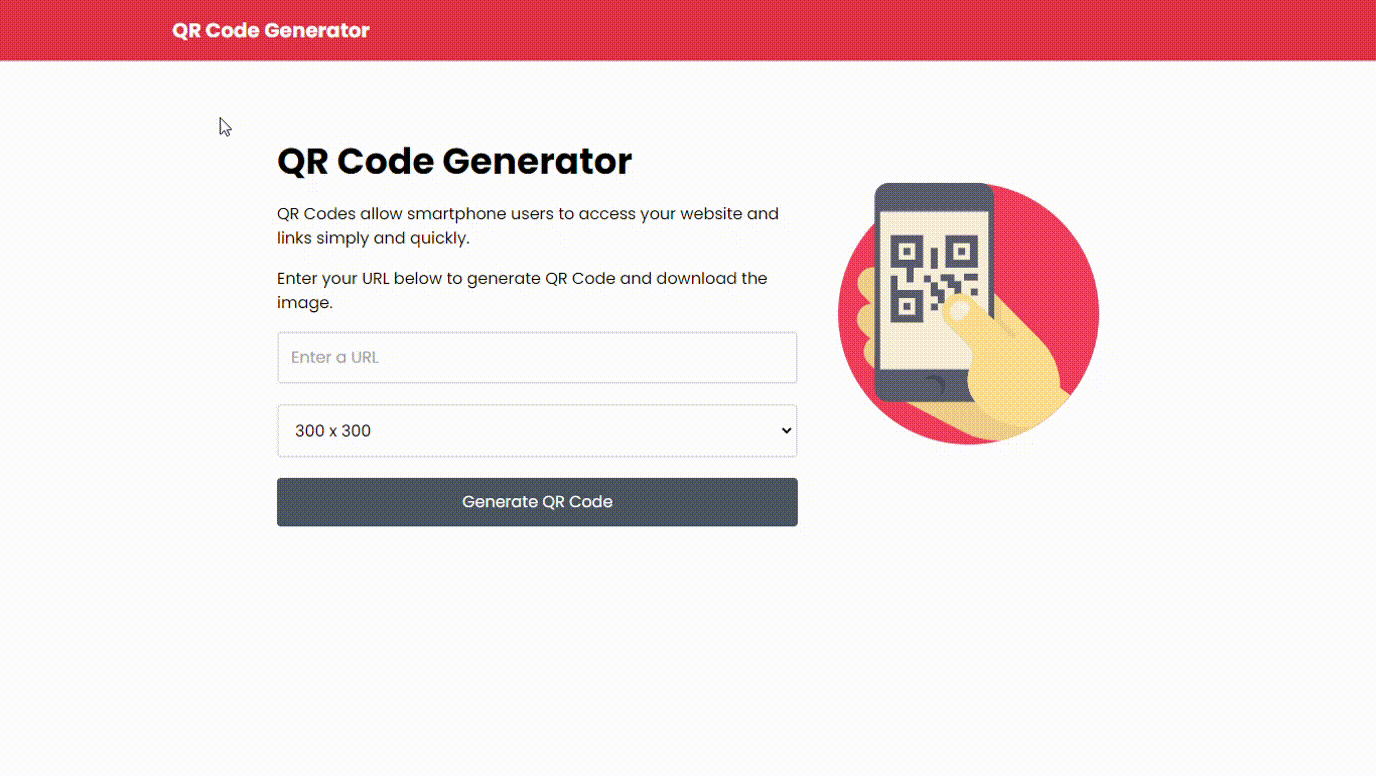 QR Code Generator
QR Code Generator
QR Codes allow smartphone users to access your website and
links simply and quickly.
Enter your URL below to generate QR Code and download the
image.
Enter a URL
300 x 300
Generate QR Code